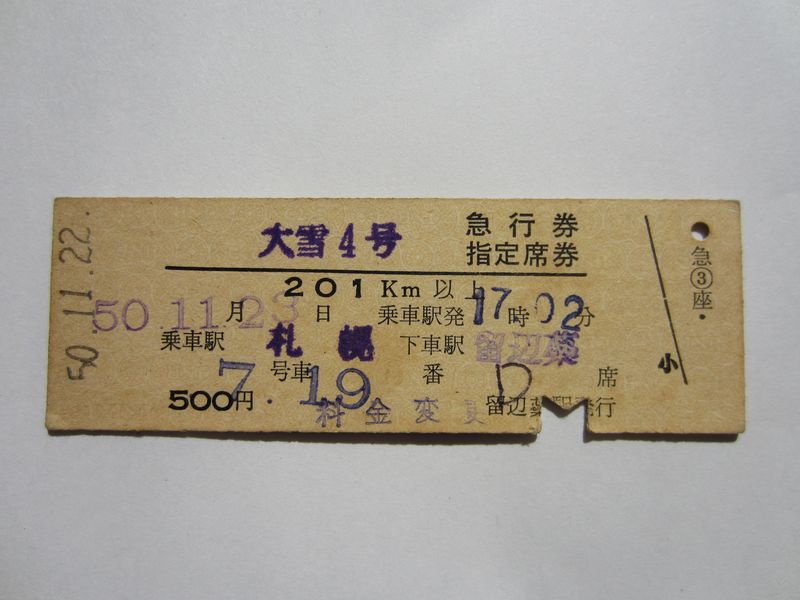 50.11.22.
大雪4号 急行券
指定席券
201Km以上
50.11月23日 乗車駅発17時02分
乗車駅 札幌 下車駅 留辺蘂
7号車 19番 D席
500円 料金変更 留辺蘂駅発行
小
急③座・